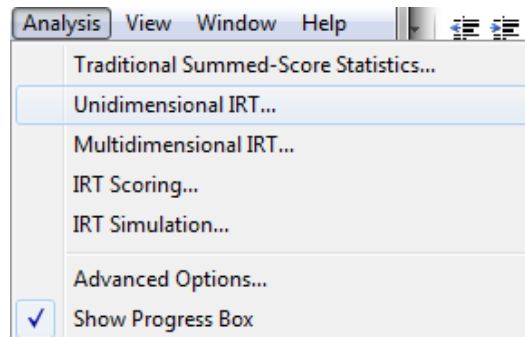 Analysis View Window Help
Traditional Summed-Score Statistics...
Unidimensional IRT...
Multidimensional IRT...
IRT Scoring...
IRT Simulation...
Advanced Options...
Show Progress Box